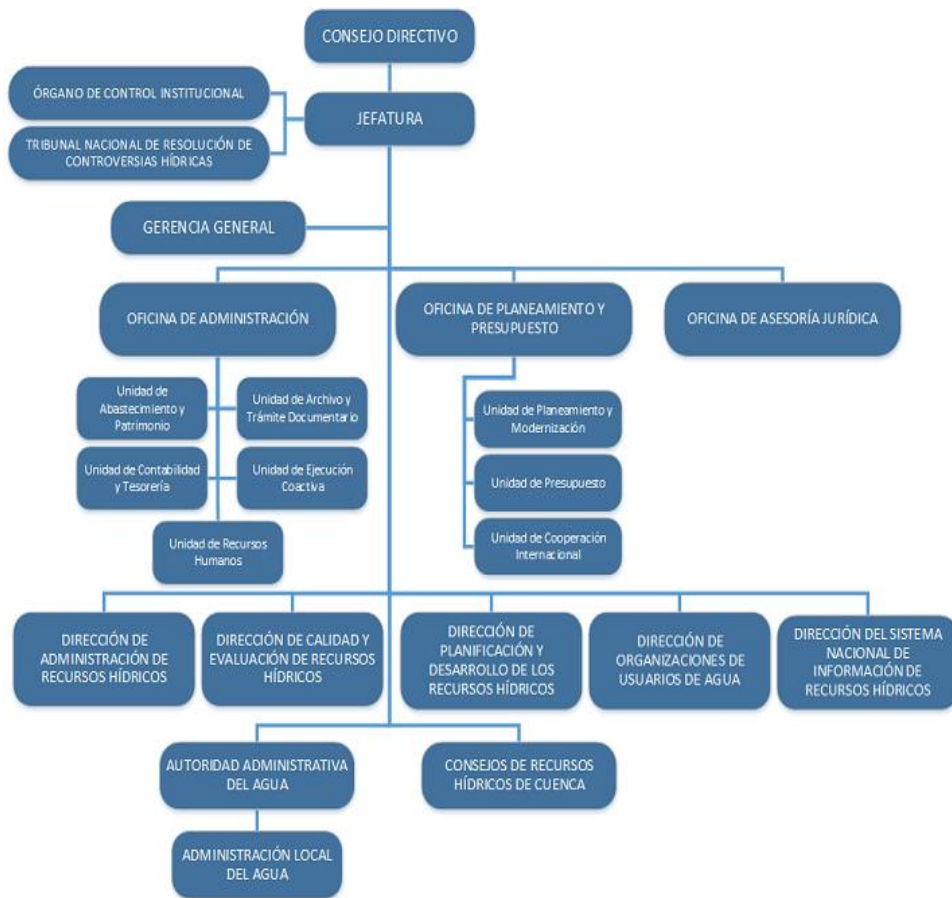 CONSEJO DIRECTIVO
ÓRGANO DE CONTROL INSTITUCIONAL
JEFATURA
TRIBUNAL NACIONAL DE RESOLUCIÓN DE
CONTROVERSIAS HÍDRICAS
GERENCIA GENERAL
OFICINA DE ADMINISTRACIÓN
OFICINA DE PLANEAMIENTO Y
PRESUPUESTO
OFICINA DE ASESORÍA JURÍDICA
Unidad de
Abastecimiento y
Patrimonio
Unidad de Archivo y
Trámite Documentario
Unidad de Contabilidad
y Tesorería
Unidad de Ejecución
Coactiva
Unidad de Recursos
Humanos
Unidad de Planeamiento y
Modernización
Unidad de Presupuesto
Unidad de Cooperación
Internacional
DIRECCIÓN DE
ADMINISTRACIÓN DE
RECURSOS HÍDRICOS
DIRECCIÓN DE CALIDAD Y
EVALUACIÓN DE RECURSOS
HÍDRICOS
DIRECCIÓN DE
PLANIFICACIÓN Y
DESARROLLO DE LOS
RECURSOS HÍDRICOS
DIRECCIÓN DE
ORGANIZACIONES DE
USUARIOS DE AGUA
DIRECCIÓN DEL SISTEMA
NACIONAL DE
INFORMACIÓN DE
RECURSOS HÍDRICOS
AUTORIDAD ADMINISTRATIVA
DEL AGUA
CONSEJOS DE RECURSOS
HÍDRICOS DE CUENCA
ADMINISTRACIÓN LOCAL
DEL AGUA